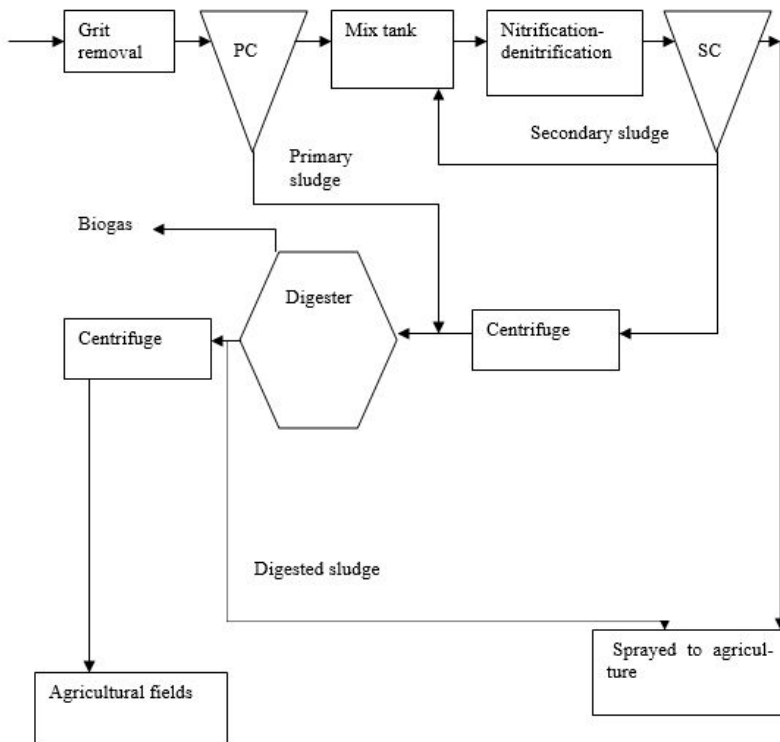 Grit
removal
PC
Mix tank
Nitrification-
denitrification
SC
Secondary sludge
Primary
sludge
Biogas
Digester
Centrifuge
Centrifuge
Digested sludge
Sprayed to agricul-
ture
Agricultural fields